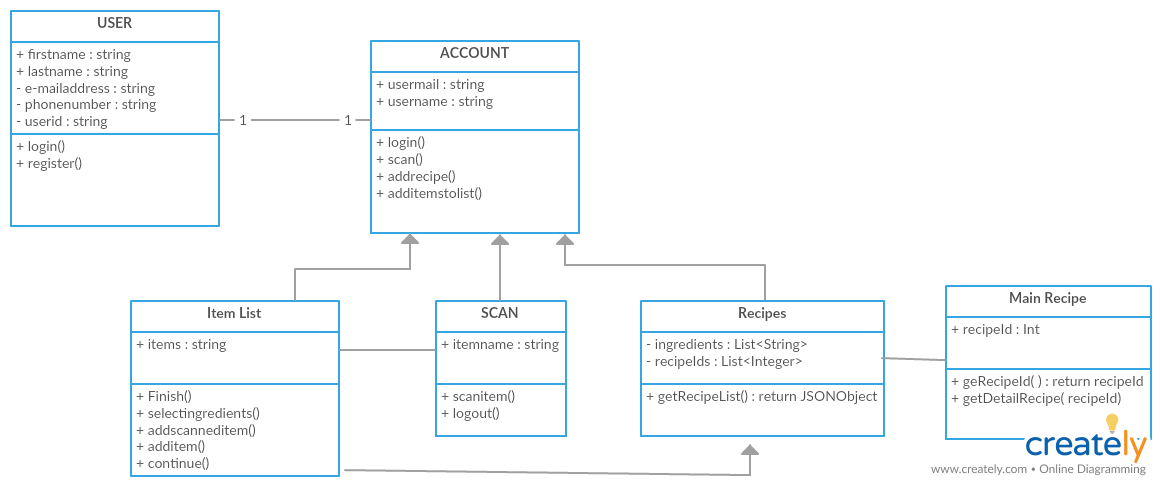 USER
+ firstname : string
+ lastname : string
- e-mailaddress : string
- phonenumber : string
- userid : string
+ login()
+ register()
1
1
ACCOUNT
+ usermail : string
+ username : string
+ login()
+ scan()
+ addrecipe()
+ additemstolist()
Item List
+ items : string
+ Finish()
+ selectingredients()
+ addscanneditem()
+ additem()
+ continue()
SCAN
+ itemname : string
+ scanitem()
+ logout()
Recipes
- ingredients : List<String>
- recipeIds : List<Integer>
+ getRecipeList() : return JSONObject
Main Recipe
+ recipeId : Int
+ geRecipeId( ) : return recipeId
+ getDetailRecipe( recipeId)
creately
www.creately.com • Online Diagramming